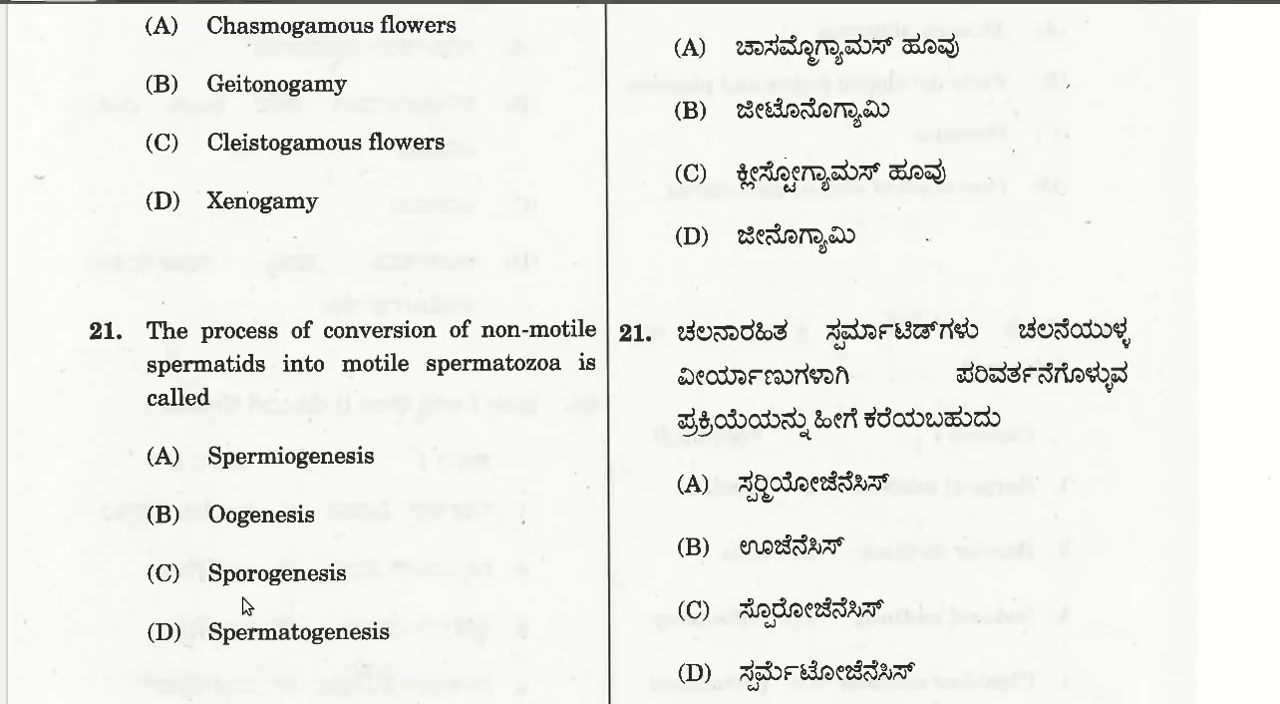 (A) Chasmogamous flowers
(B) Geitonogamy
(C) Cleistogamous flowers
(D) Xenogamy
21. The process of conversion of non-motile
spermatids into motile spermatozoa is
called
(A) Spermiogenesis
(B) Oogenesis
(C) Sporogenesis
(D) Spermatogenesis
(A) ಚಾಸಮ್ಮೊಗ್ಯಾಮಸ್ ಹೂವು
(B) ಜೀಟೊನೊಗ್ಯಾಮಿ
(C) ಕ್ಲೀಸ್ಟೋಗ್ಯಾಮಸ್ ಹೂವು
(D) ಜೀನೊಗ್ಯಾಮಿ
21. ಚಲನಾರಹಿತ ಸ್ಪರ್ಮಾಟಿಡ್‌ಗಳು ಚಲನೆಯುಳ್ಳ
ವೀರ್ಯಾಣುಗಳಾಗಿ ಪರಿವರ್ತನೆಗೊಳ್ಳುವ
ಪ್ರಕ್ರಿಯೆಯನ್ನು ಹೀಗೆ ಕರೆಯಬಹುದು
(A) ಸ್ಪರ್ಮಿಯೋಜೆನೆಸಿಸ್
(B) ಊಜೆನೆಸಿಸ್
(C) ಸ್ಪೊರೋಜೆನೆಸಿಸ್
(D) ಸ್ಪರ್ಮೆಟೋಜೆನೆಸಿಸ್